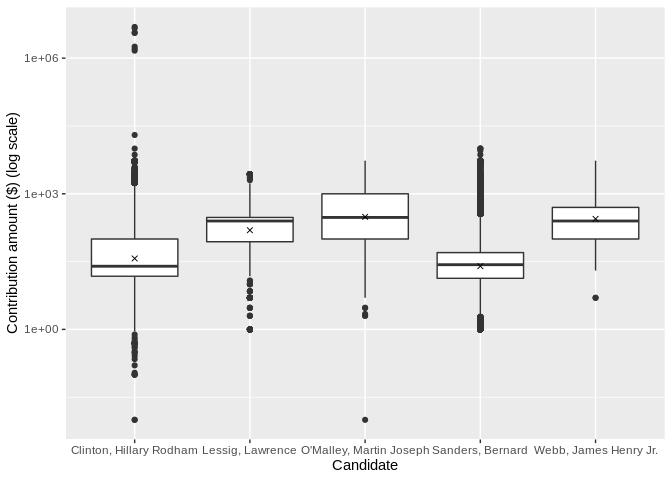 Contribution amount ($) (log scale)
1e+06
1e+03
1e+00
Clinton, Hillary Rodham Lessig, Lawrence O'Malley, Martin Joseph Sanders, Bernard Webb, James Henry Jr.
Candidate